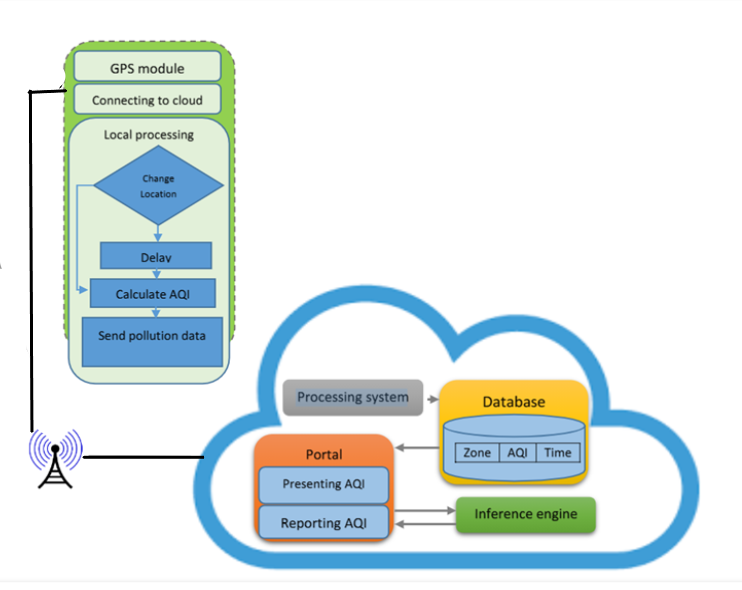 GPS module
Connecting to cloud
Local processing
Change
Location
Delay
Calculate AQI
Send pollution data
Processing system
Database
Zone AQI Time
Portal
Presenting AQI
Reporting AQI
Inference engine